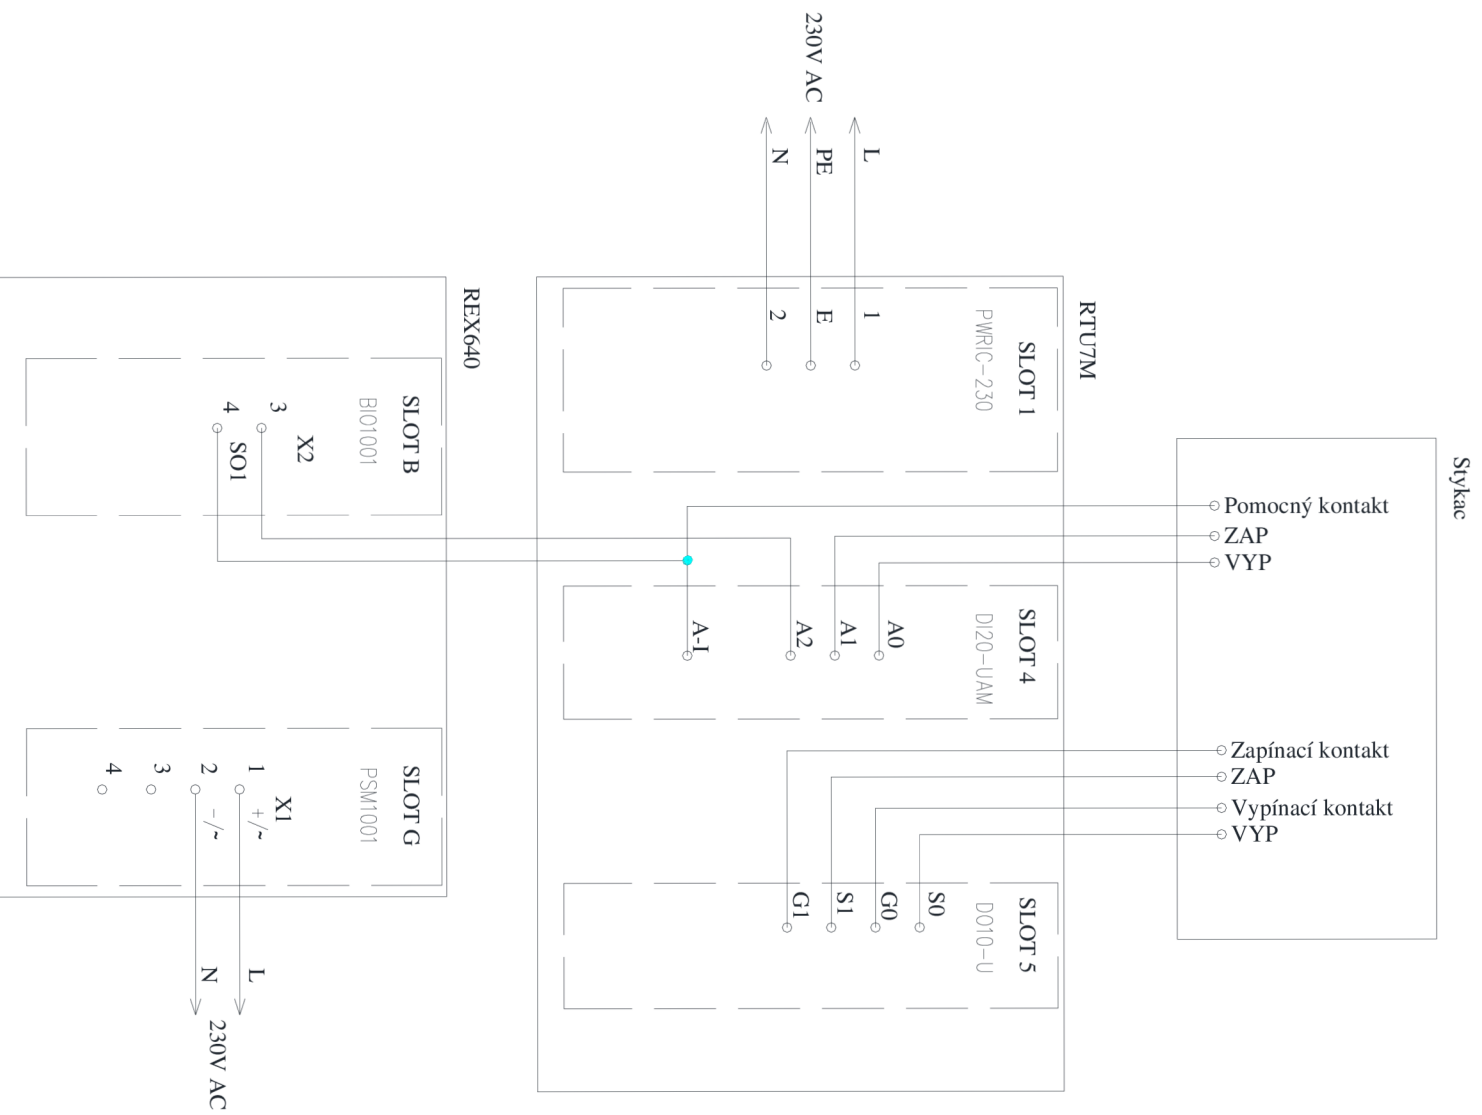 230V AC
L
PE
N
RTU7M
SLOT 1
PWRIC-230
1
E
2
REX640
SLOT B
BIO1001
X2
3
4
SO1
Stykac
Pomocný kontakt
ZAP
VYP
SLOT 4
DI20-UAM
A0
A1
A2
A-I
Zapínací kontakt
ZAP
Vypínací kontakt
VYP
SLOT 5
DO10-U
S0
G0
S1
G1
SLOT G
PSM1001
X1
1
+/~
2
-/~
3
4
L
N
230V AC